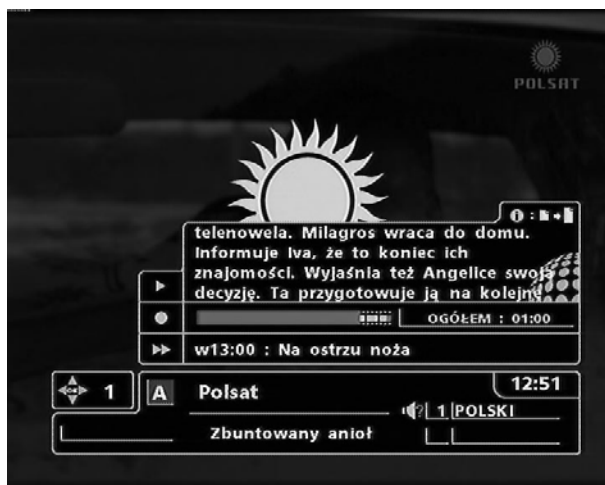 POLSAT
i :
telenowela. Milagros wraca do domu.
Informuje Iva, że to koniec ich
znajomości. Wyjaśnia też Angelice swoją
decyzję. Ta przygotowuje ją na kolejne
OGÓŁEM : 01:00
w13:00 : Na ostrzu noża
12:51
OK 1 A Polsat
? 1 POLSKI
Zbuntowany anioł